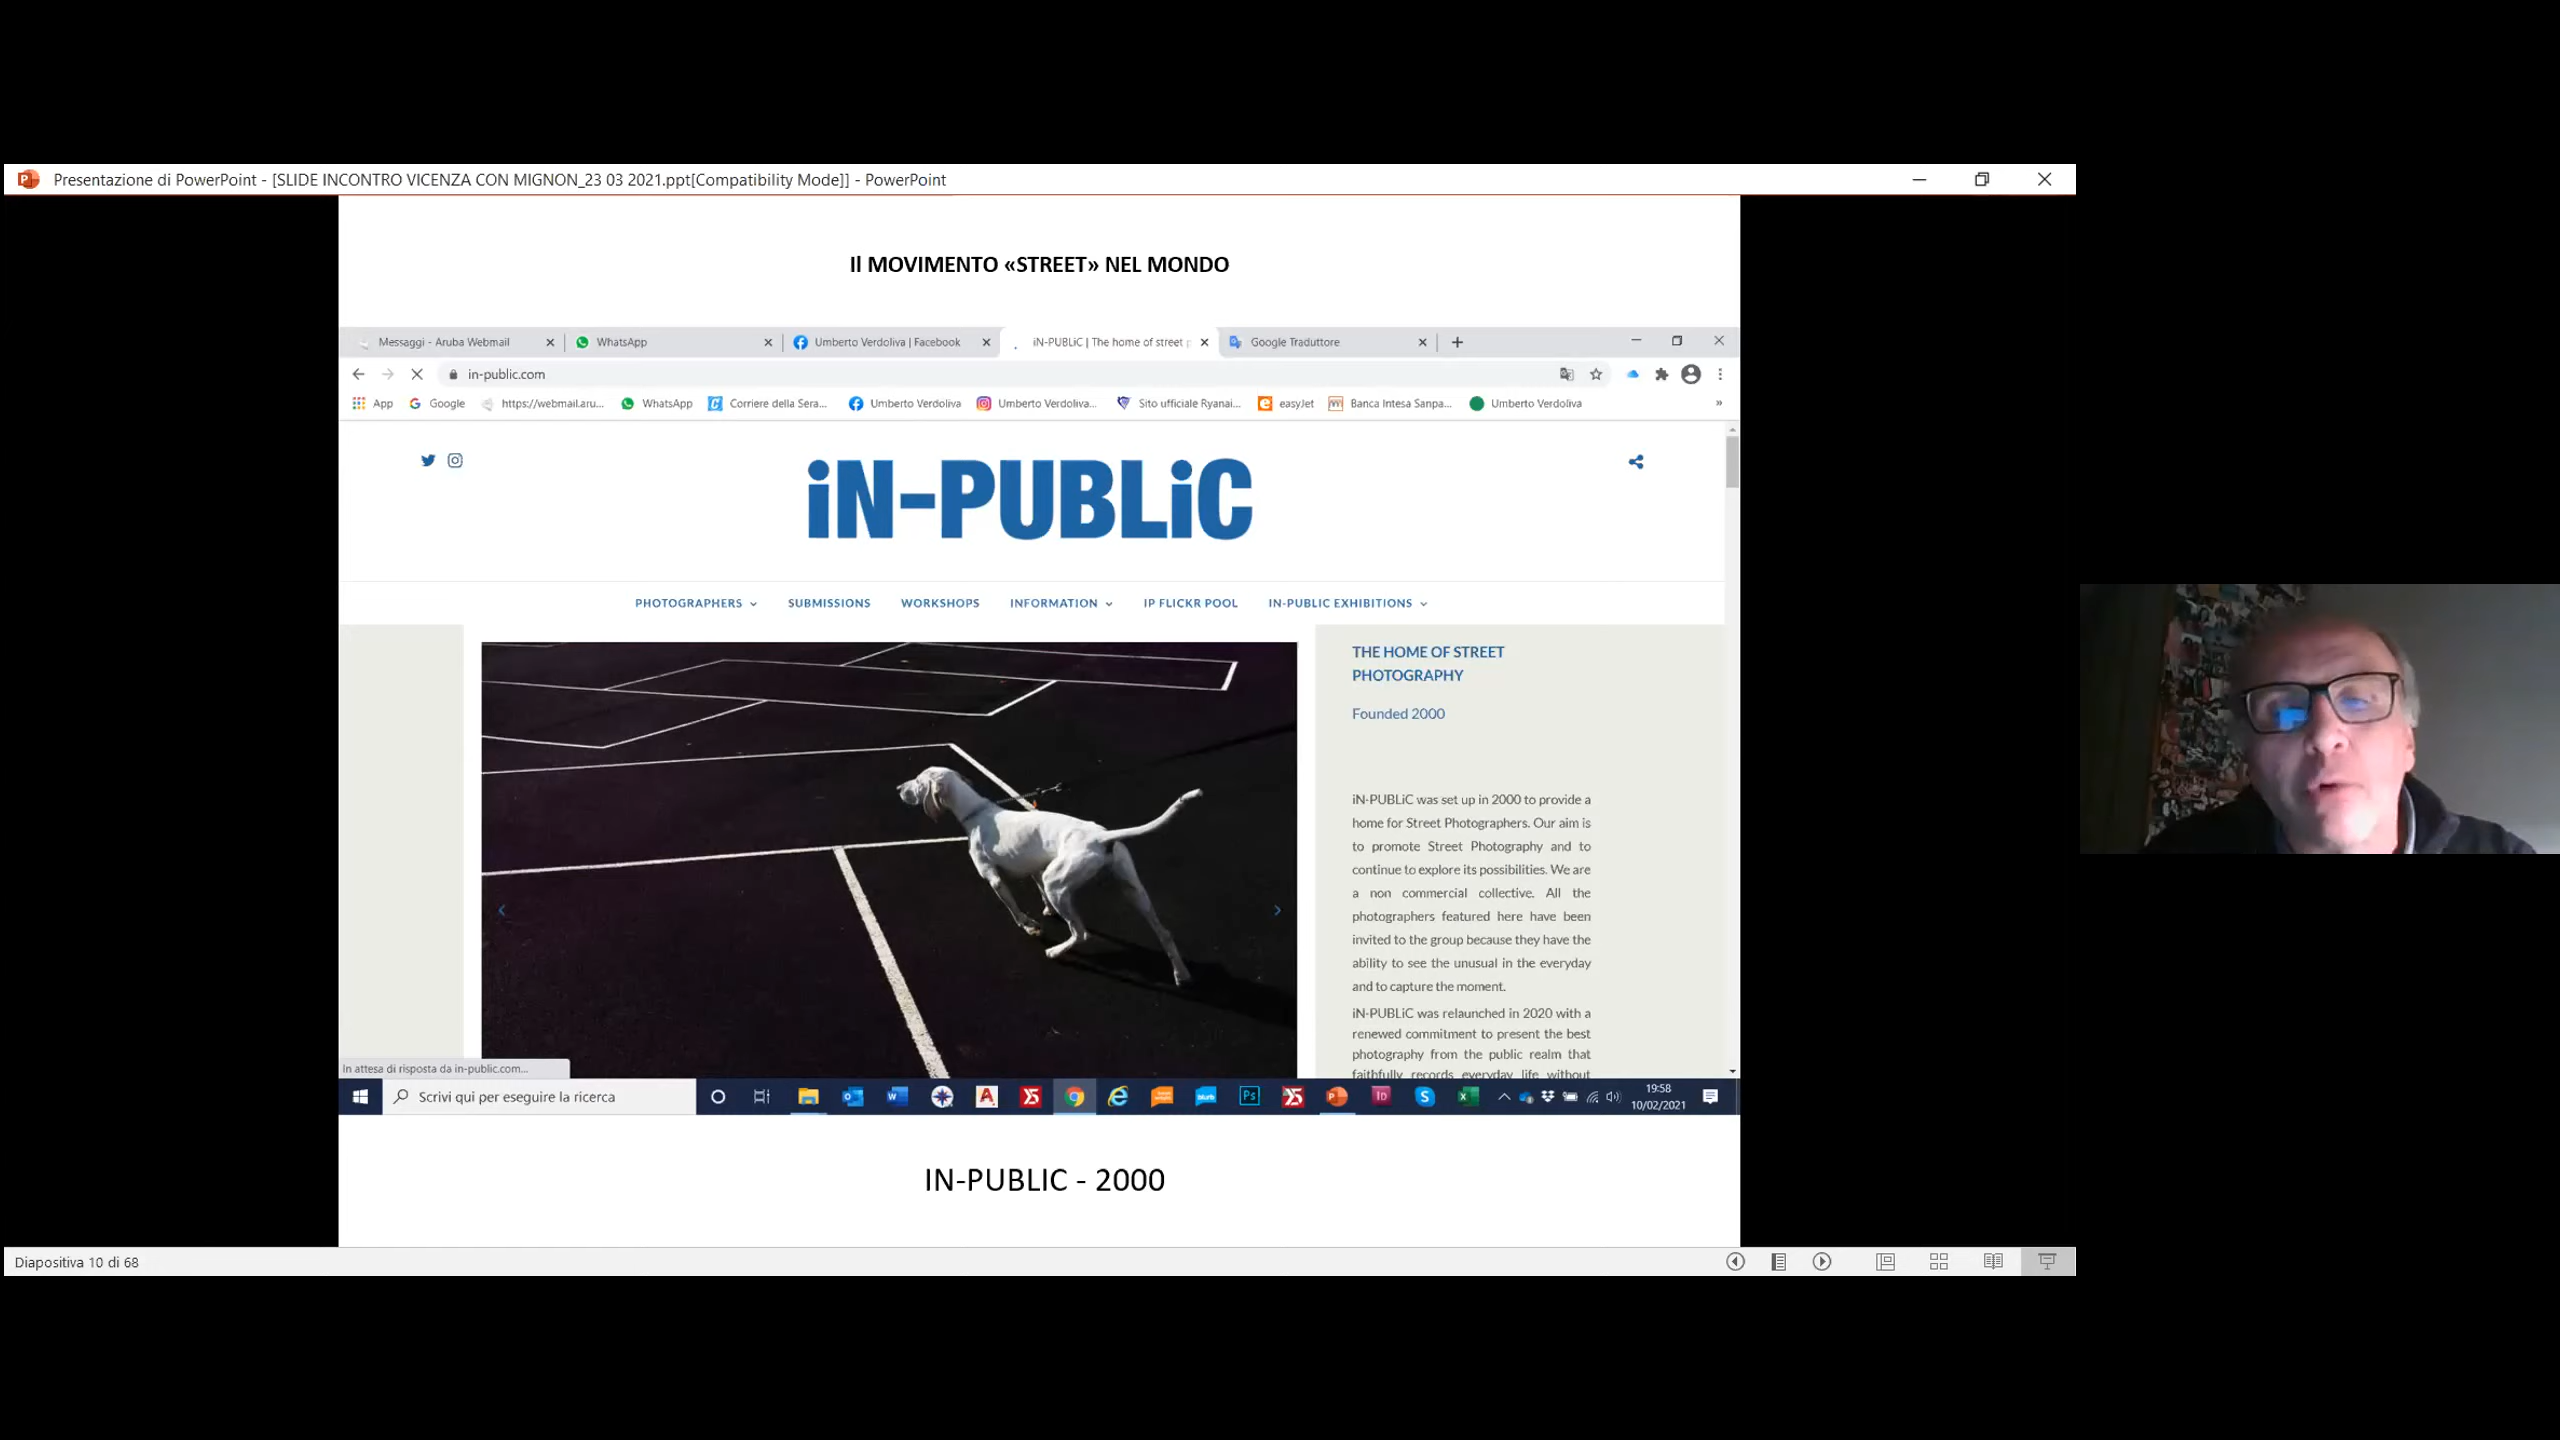 Presentazione di PowerPoint - [SLIDE INCONTRO VICENZA CON MIGNON_23 03 2021.ppt[Compatibility Mode]] - PowerPoint
Il MOVIMENTO «STREET» NEL MONDO
Messaggi - Aruba Webmail WhatsApp Umberto Verdoliva | Facebook iN-PUBLiC | The home of street p Google Traduttore
in-public.com
App Google https://webmail.aru... WhatsApp Corriere della Sera... Umberto Verdoliva Umberto Verdoliva... Sito ufficiale Ryanai... easyJet Banca Intesa Sanpa... Umberto Verdoliva »
iN-PUBLiC
PHOTOGRAPHERS SUBMISSIONS WORKSHOPS INFORMATION IP FLICKR POOL IN-PUBLIC EXHIBITIONS
THE HOME OF STREET
PHOTOGRAPHY
Founded 2000
iN-PUBLiC was set up in 2000 to provide a
home for Street Photographers. Our aim is
to promote Street Photography and to
continue to explore its possibilities. We are
a non commercial collective. All the
photographers featured here have been
invited to the group because they have the
ability to see the unusual in the everyday
and to capture the moment.
iN-PUBLiC was relaunched in 2020 with a
renewed commitment to present the best
photography from the public realm that
faithfully records everyday life without
In attesa di risposta da in-public.com...
Scrivi qui per eseguire la ricerca
19:58
10/02/2021
IN-PUBLIC - 2000
Diapositiva 10 di 68